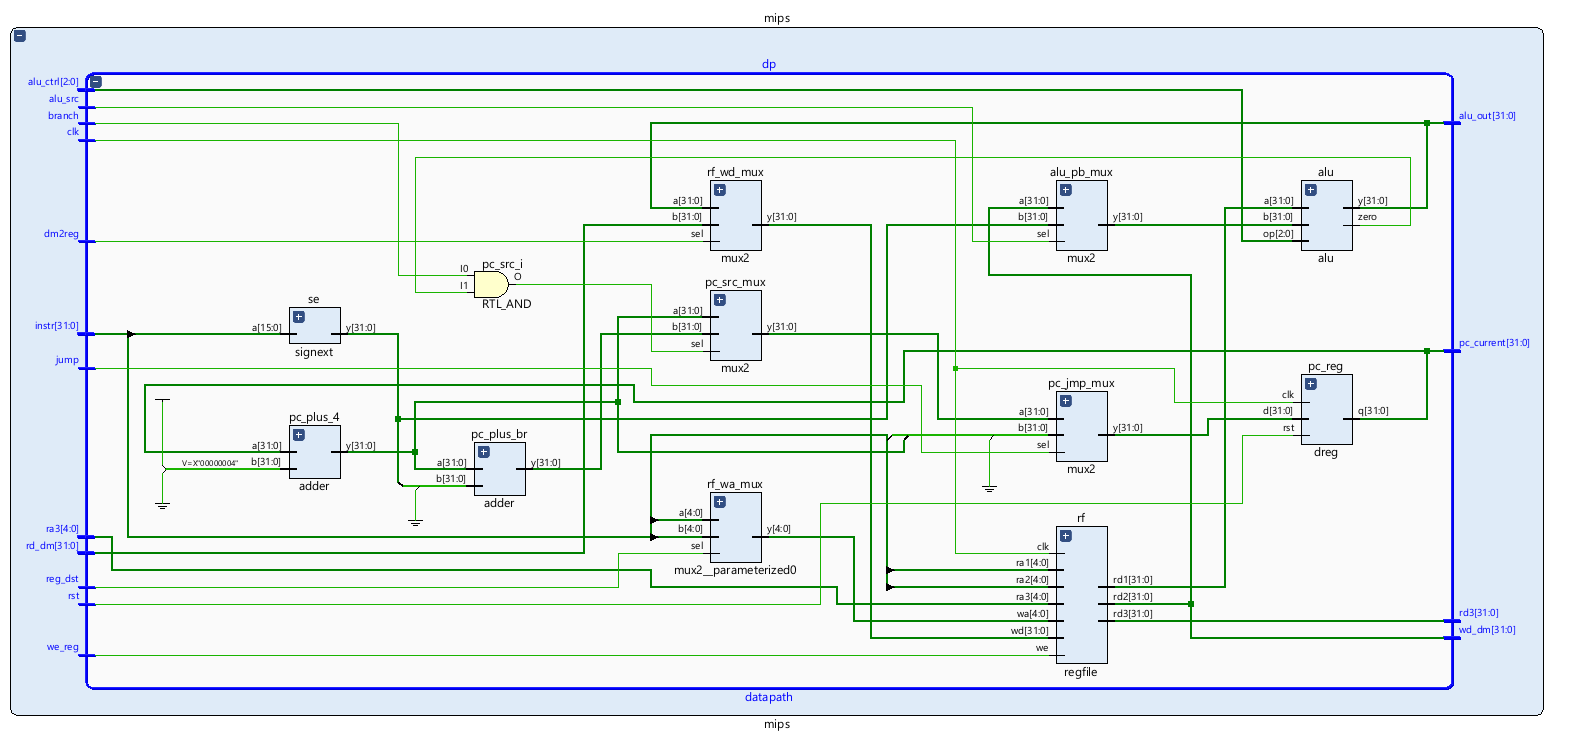 mips
dp
alu_ctrl[2:0]
alu_src
branch
clk
dm2reg
instr[31:0]
jump
ra3[4:0]
rd_dm[31:0]
reg_dst
rst
we_reg
se
a[15:0]
y[31:0]
signext
pc_plus_4
a[31:0]
y[31:0]
V=X"00000004"
b[31:0]
adder
pc_src_i
I0
O
I1
RTL_AND
pc_plus_br
a[31:0]
y[31:0]
b[31:0]
adder
rf_wd_mux
a[31:0]
b[31:0]
y[31:0]
sel
mux2
pc_src_mux
a[31:0]
b[31:0]
y[31:0]
sel
mux2
rf_wa_mux
a[4:0]
b[4:0]
y[4:0]
sel
mux2__parameterized0
alu_pb_mux
a[31:0]
b[31:0]
y[31:0]
sel
mux2
pc_jmp_mux
a[31:0]
b[31:0]
y[31:0]
sel
mux2
rf
clk
ra1[4:0]
ra2[4:0]
rd1[31:0]
ra3[4:0]
rd2[31:0]
wa[4:0]
rd3[31:0]
wd[31:0]
we
regfile
alu
a[31:0]
y[31:0]
b[31:0]
zero
op[2:0]
alu
pc_reg
clk
d[31:0]
q[31:0]
rst
dreg
alu_out[31:0]
pc_current[31:0]
rd3[31:0]
wd_dm[31:0]
datapath
mips